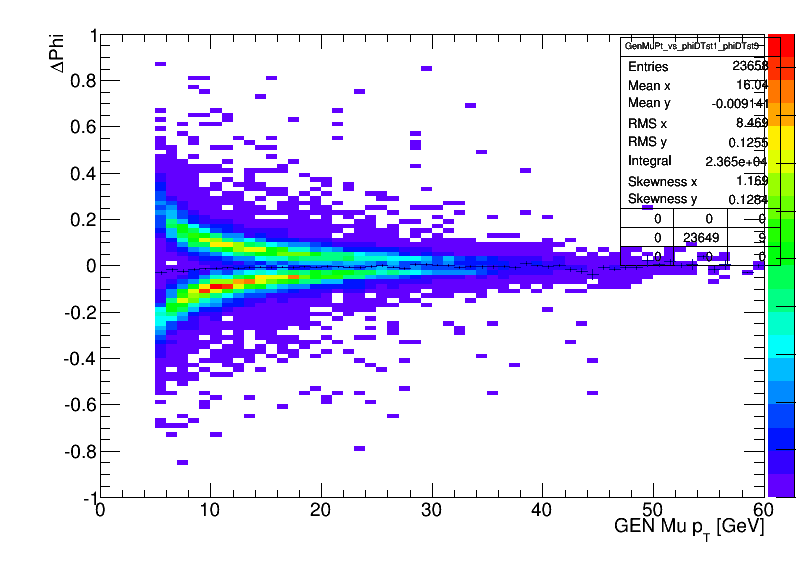 ΔPhi
1
0.8
0.6
0.4
0.2
0
-0.2
-0.4
-0.6
-0.8
-1
0
10
20
30
40
50
60
GEN Mu p_T [GeV]
GenMuPt_vs_phiDTst1_phiDTst3
Entries 23658
Mean x 16.04
Mean y -0.009141
RMS x 8.469
RMS y 0.1255
Integral 2.365e+04
Skewness x 1.169
Skewness y 0.1284
0 0 0
0 23649 9
0 0 0